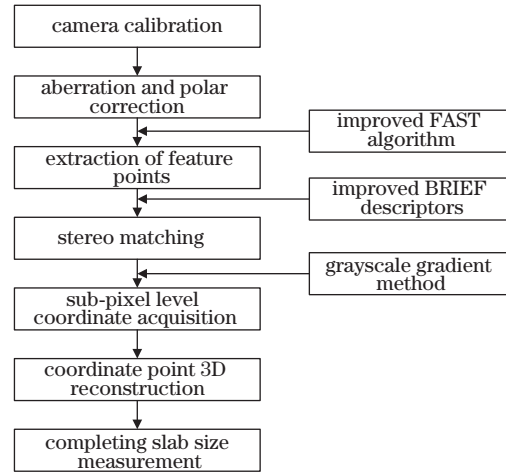 camera calibration
aberration and polar
correction
improved FAST
algorithm
extraction of feature
points
improved BRIEF
descriptors
stereo matching
grayscale gradient
method
sub-pixel level
coordinate acquisition
coordinate point 3D
reconstruction
completing slab size
measurement